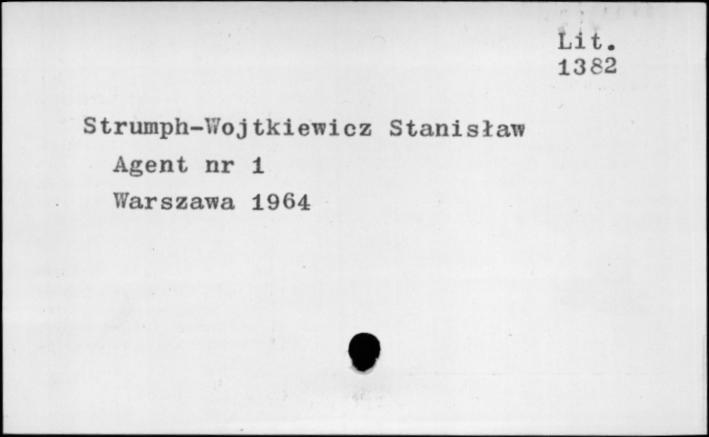 Lit.
1382
Strumph-Wojtkiewicz Stanisław
Agent nr 1
Warszawa 1964